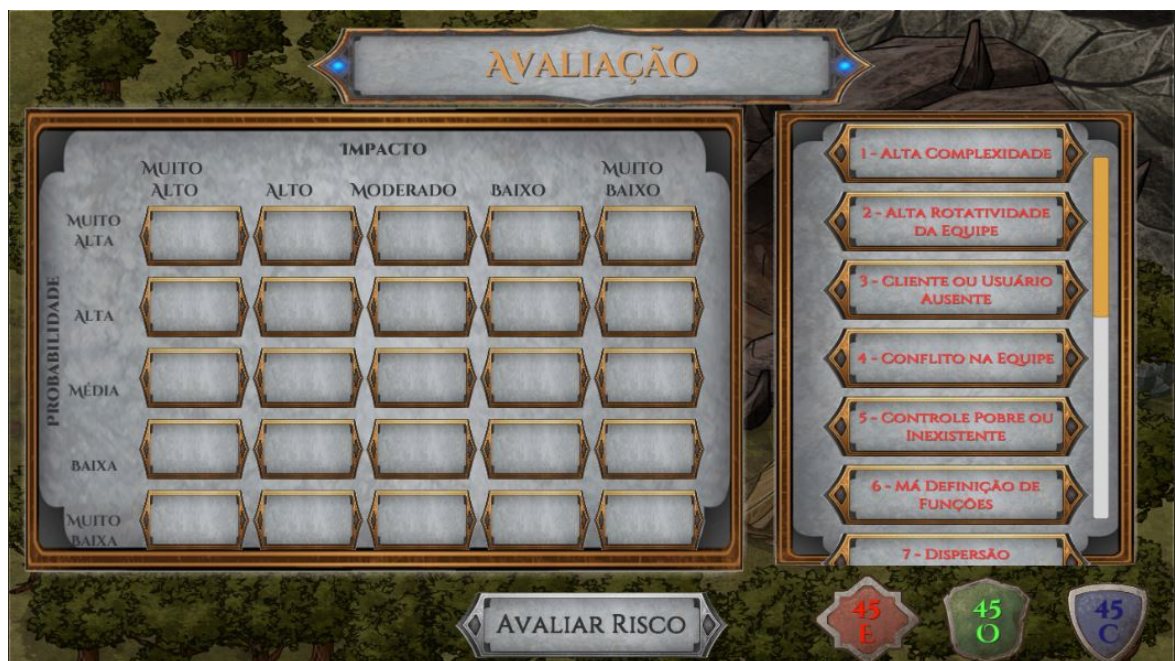 Avaliação
Impacto
Muito
Alto
Alto
Moderado
Baixo
Muito
Baixo
Probabilidade
Muito
Alta
Alta
Média
Baixa
Muito
Baixa
1 - Alta Complexidade
2 - Alta Rotatividade
da Equipe
3 - Cliente ou Usuário
Ausente
4 - Conflito na Equipe
5 - Controle Pobre ou
Inexistente
6 - Má Definição de
Funções
7 - Dispersão
Avaliar Risco
45
E
45
O
45
C